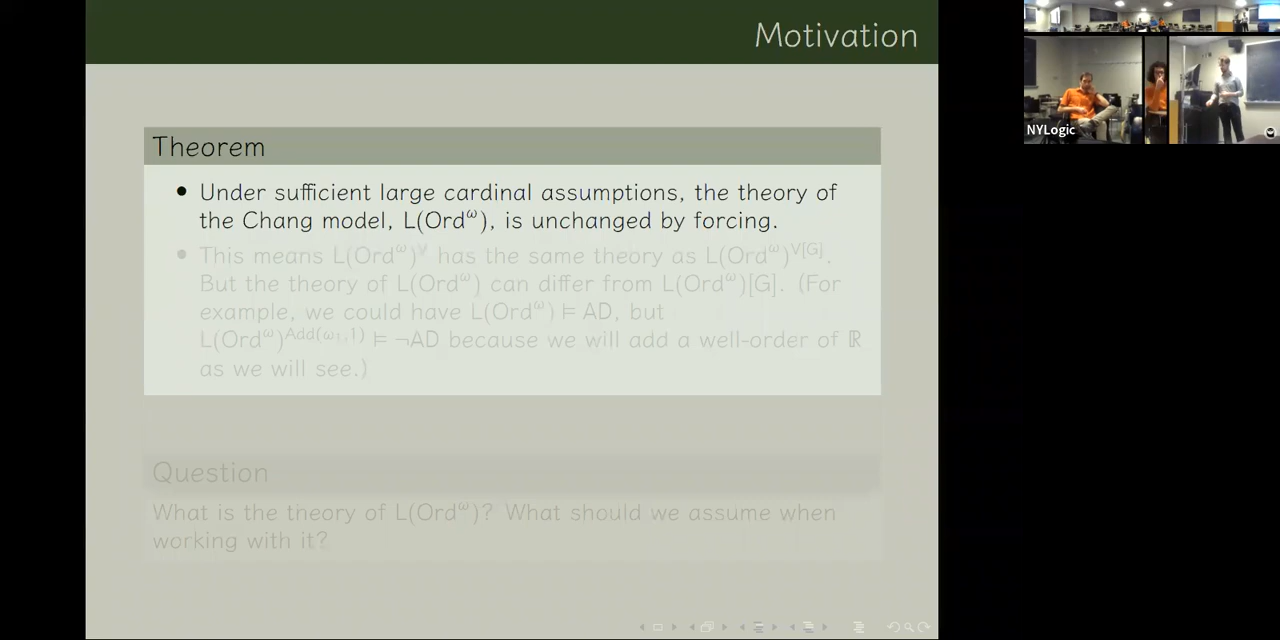 Motivation
Theorem
• Under sufficient large cardinal assumptions, the theory of
the Chang model, L(Ord^ω), is unchanged by forcing.
• This means L(Ord^ω)^V has the same theory as L(Ord^ω)^V[G].
But the theory of L(Ord^ω) can differ from L(Ord^ω)[G]. (For
example, we could have L(Ord^ω) ⊨ AD, but
L(Ord^ω)^Add(ω₁,1) ⊨ ¬AD because we will add a well-order of ℝ
as we will see.)
Question
What is the theory of L(Ord^ω)? What should we assume when
working with it?
NYLogic